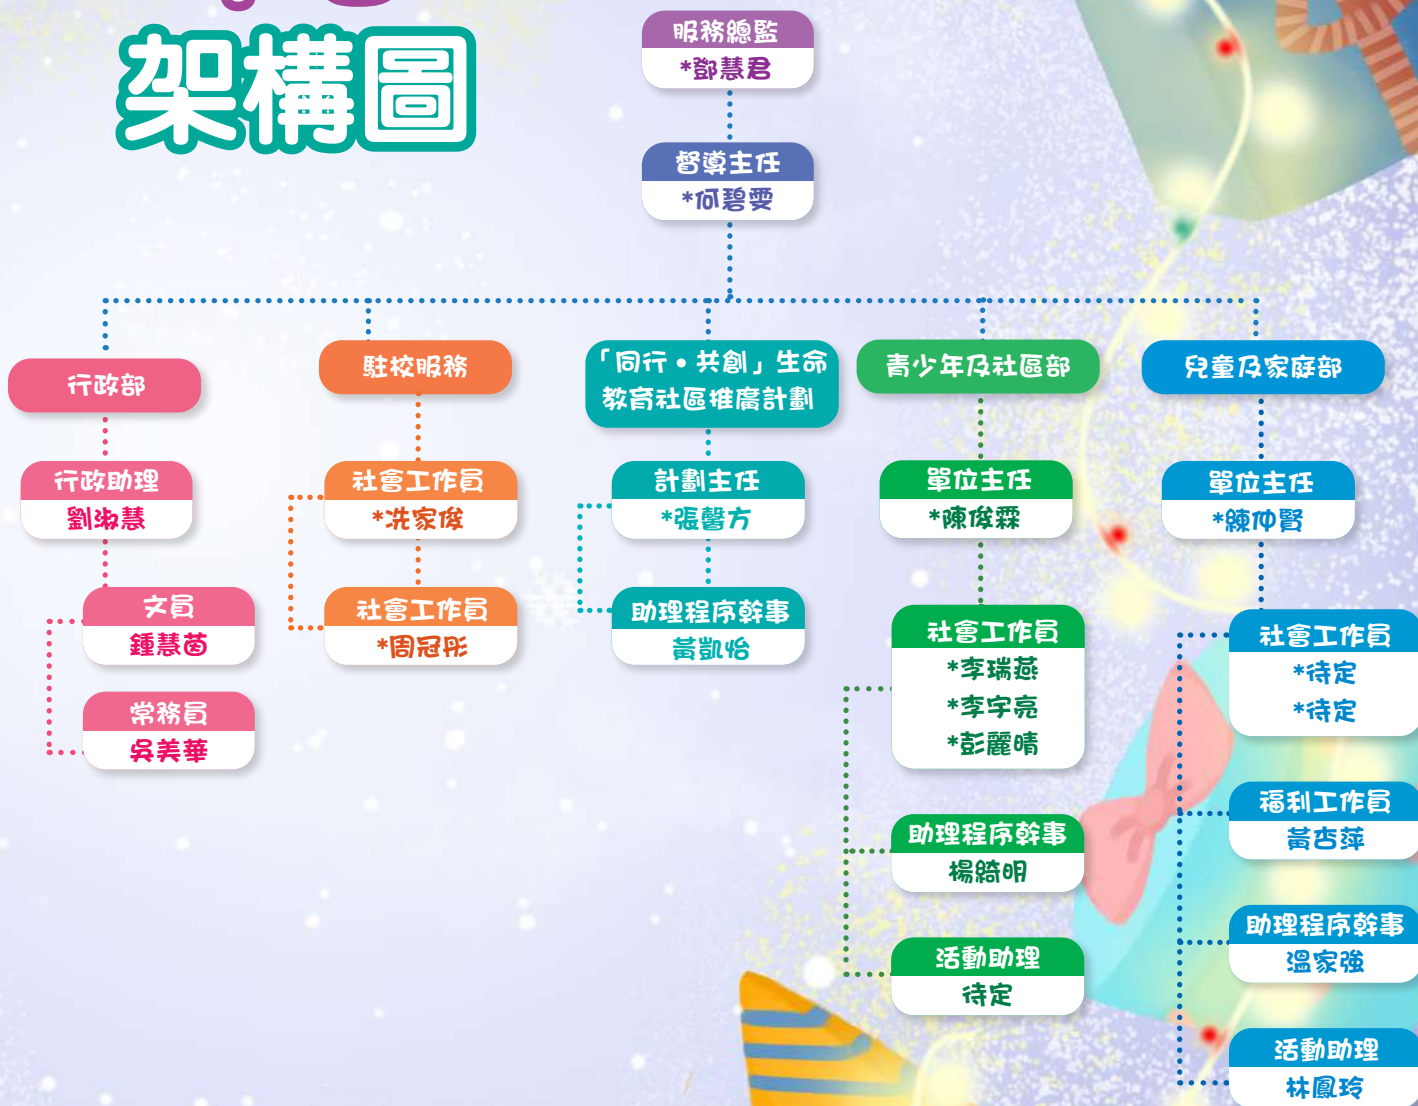 架構圖
服務總監
*鄧慧君
督導主任
*何碧雯
行政部
行政助理
劉淑慧
文員
鍾慧茵
常務員
吳美華
駐校服務
社會工作員
*冼家俊
社會工作員
*周冠彤
「同行•共創」生命
教育社區推廣計劃
計劃主任
*張馨方
助理程序幹事
黃凱怡
青少年及社區部
單位主任
*陳俊霖
社會工作員
*李瑞燕
*李宇亮
*彭麗晴
助理程序幹事
楊綺明
活動助理
待定
兒童及家庭部
單位主任
*練仲賢
社會工作員
*待定
*待定
福利工作員
黃杏萍
助理程序幹事
溫家強
活動助理
林鳳玲